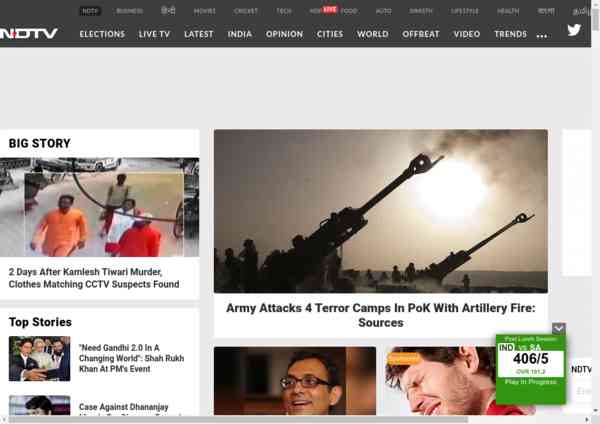 NDTV BUSINESS हिन्दी MOVIES CRICKET TECH LIVE FOOD AUTO SWASTH LIFESTYLE HEALTH বাংলা
NDTV ELECTIONS LIVE TV LATEST INDIA OPINION CITIES WORLD OFFBEAT VIDEO TRENDS ...
BIG STORY
2 Days After Kamlesh Tiwari Murder,
Clothes Matching CCTV Suspects Found
Army Attacks 4 Terror Camps In PoK With Artillery Fire:
Sources
Top Stories
"Need Gandhi 2.0 In A
Changing World": Shah Rukh
Khan At PM's Event
Case Against Dhananjay
Sponsored
Post Lunch Session
IND vs SA
406/5
OVR 101.2
Play In Progress
NDTV